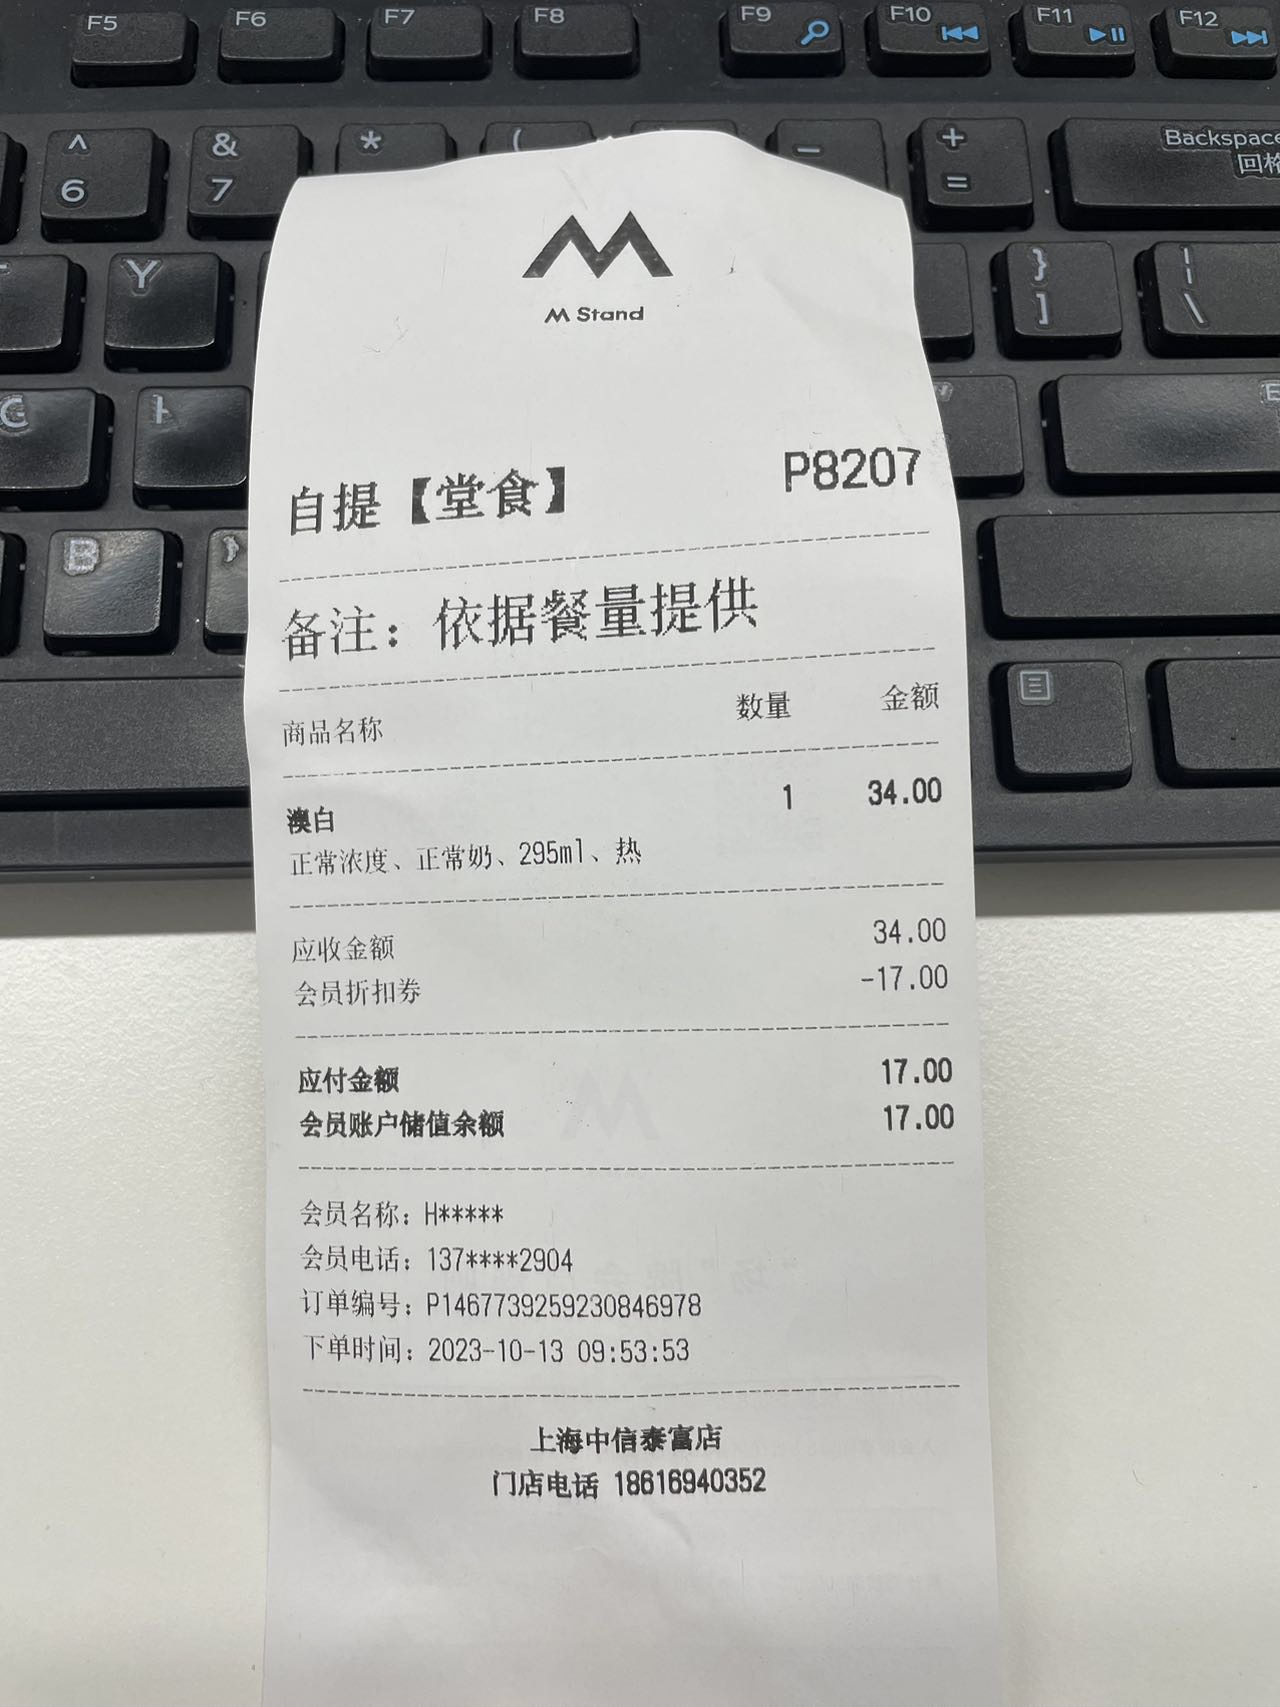 F5 F6 F7 F8 F9 F10 F11 F12
^ & * ( − +
6 7 =
Backspace
回格
Y } |
] \
B
M Stand
自提【堂食】 P8207
备注：依据餐量提供
商品名称 数量 金额
澳白 1 34.00
正常浓度、正常奶、295ml、热
应收金额 34.00
会员折扣券 -17.00
应付金额 17.00
会员账户储值余额 17.00
会员名称：H*****
会员电话：137****2904
订单编号：P1467739259230846978
下单时间：2023-10-13 09:53:53
上海中信泰富店
门店电话 18616940352